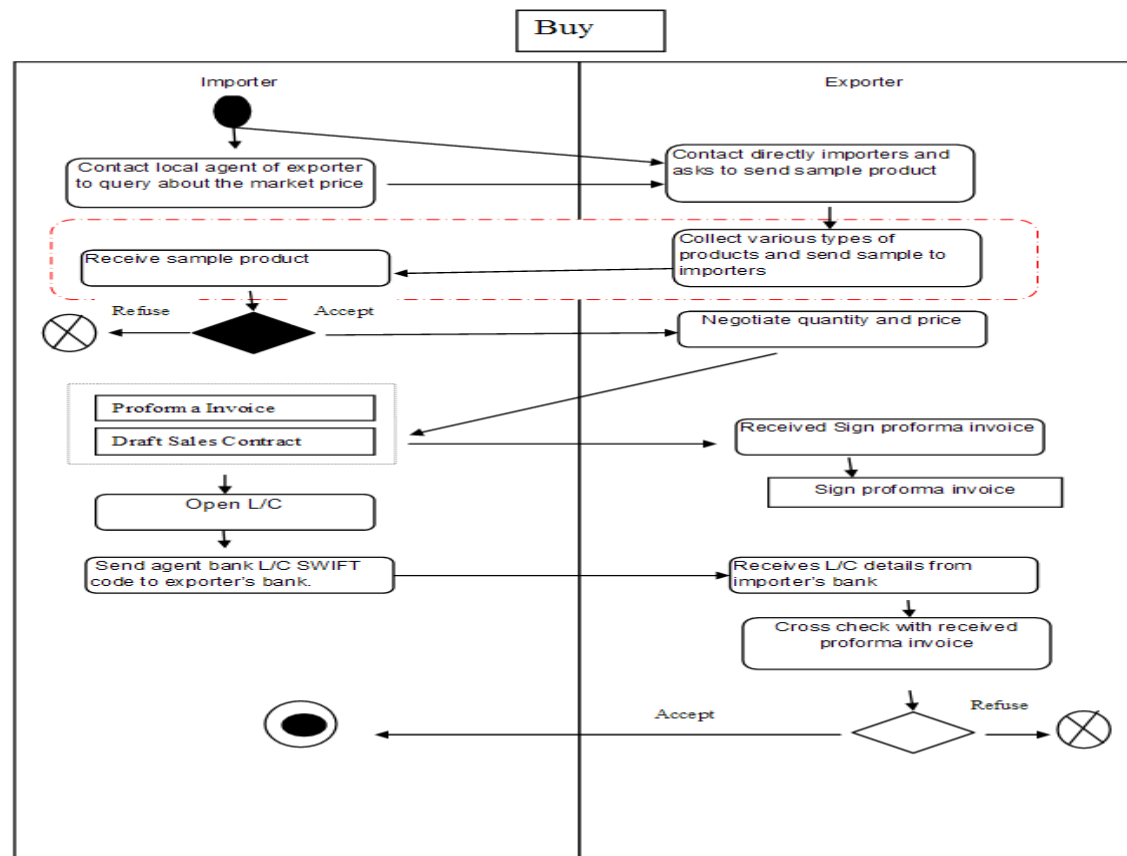 Buy
Importer
Exporter
Contact local agent of exporter
to query about the market price
Contact directly importers and
asks to send sample product
Receive sample product
Collect various types of
products and send sample to
importers
Refuse
Accept
Negotiate quantity and price
Proforma Invoice
Draft Sales Contract
Received Sign proforma invoice
Sign proforma invoice
Open L/C
Send agent bank L/C SWIFT
code to exporter's bank.
Receives L/C details from
importer's bank
Cross check with received
proforma invoice
Accept
Refuse